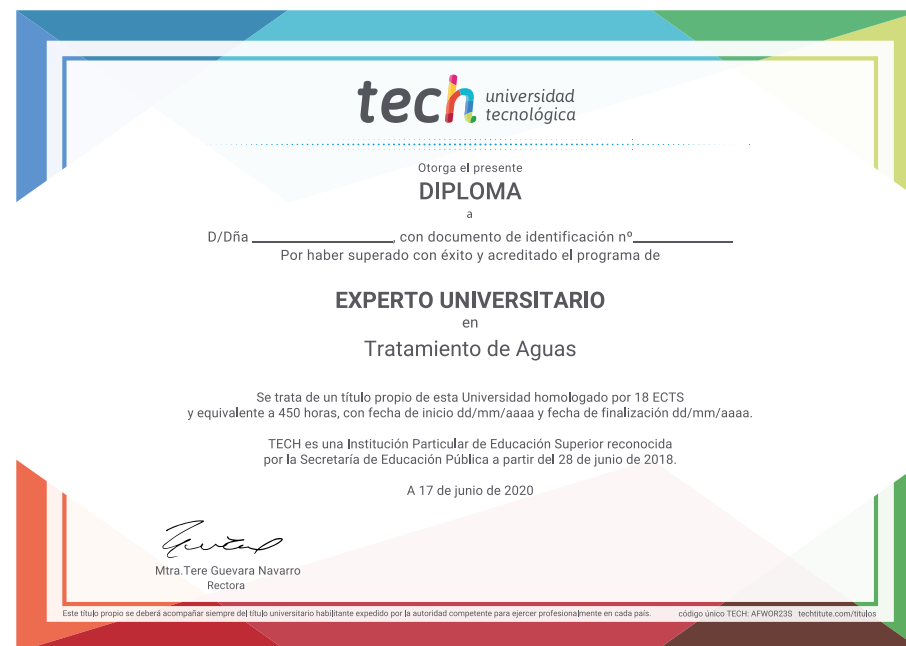 tech universidad
tecnológica
Otorga el presente
DIPLOMA
a
D/Dña ____________________, con documento de identificación nº______________
Por haber superado con éxito y acreditado el programa de
EXPERTO UNIVERSITARIO
en
Tratamiento de Aguas
Se trata de un título propio de esta Universidad homologado por 18 ECTS
y equivalente a 450 horas, con fecha de inicio dd/mm/aaaa y fecha de finalización dd/mm/aaaa.
TECH es una Institución Particular de Educación Superior reconocida
por la Secretaría de Educación Pública a partir del 28 de junio de 2018.
A 17 de junio de 2020
Mtra.Tere Guevara Navarro
Rectora
Este título propio se deberá acompañar siempre del título universitario habilitante expedido por la autoridad competente para ejercer profesionalmente en cada país. código único TECH: AFWOR23S techtitute.com/titulos